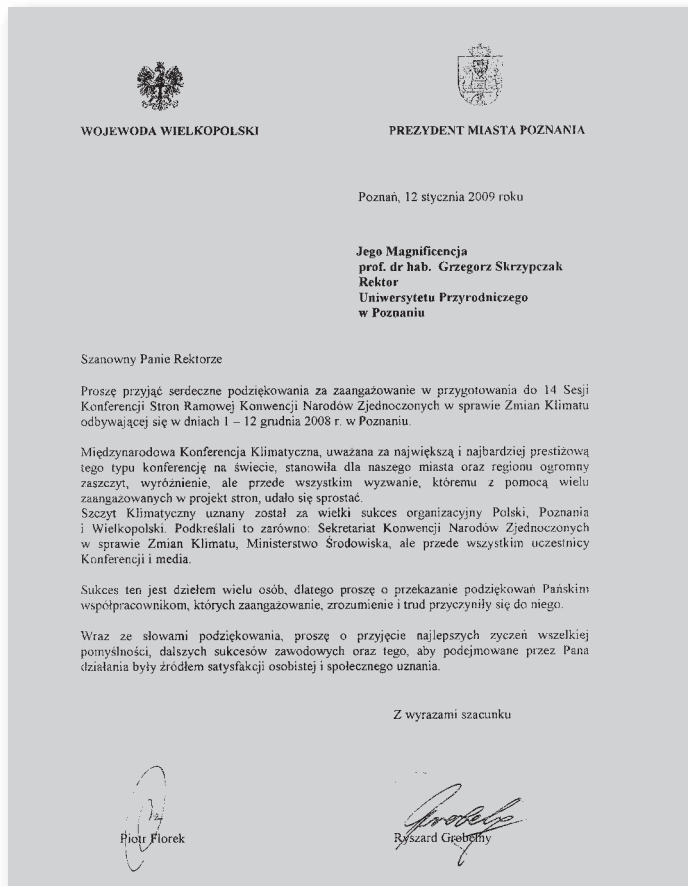 WOJEWODA WIELKOPOLSKI
PREZYDENT MIASTA POZNANIA
Poznań, 12 stycznia 2009 roku
Jego Magnificencja
prof. dr hab. Grzegorz Skrzypczak
Rektor
Uniwersytetu Przyrodniczego
w Poznaniu
Szanowny Panie Rektorze
Proszę przyjąć serdeczne podziękowania za zaangażowanie w przygotowania do 14 Sesji
Konferencji Stron Ramowej Konwencji Narodów Zjednoczonych w sprawie Zmian Klimatu
odbywającej się w dniach 1 – 12 grudnia 2008 r. w Poznaniu.
Międzynarodowa Konferencja Klimatyczna, uważana za największą i najbardziej prestiżową
tego typu konferencję na świecie, stanowiła dla naszego miasta oraz regionu ogromny
zaszczyt, wyróżnienie, ale przede wszystkim wyzwanie, któremu z pomocą wielu
zaangażowanych w projekt stron, udało się sprostać.
Szczyt Klimatyczny uznany został za wielki sukces organizacyjny Polski, Poznania
i Wielkopolski. Podkreślali to zarówno: Sekretariat Konwencji Narodów Zjednoczonych
w sprawie Zmian Klimatu, Ministerstwo Środowiska, ale przede wszystkim uczestnicy
Konferencji i media.
Sukces ten jest dziełem wielu osób, dlatego proszę o przekazanie podziękowań Pańskim
współpracownikom, których zaangażowanie, zrozumienie i trud przyczyniły się do niego.
Wraz ze słowami podziękowania, proszę o przyjęcie najlepszych życzeń wszelkiej
pomyślności, dalszych sukcesów zawodowych oraz tego, aby podejmowane przez Pana
działania były źródłem satysfakcji osobistej i społecznego uznania.
Z wyrazami szacunku
Piotr Florek
Ryszard Grobelny